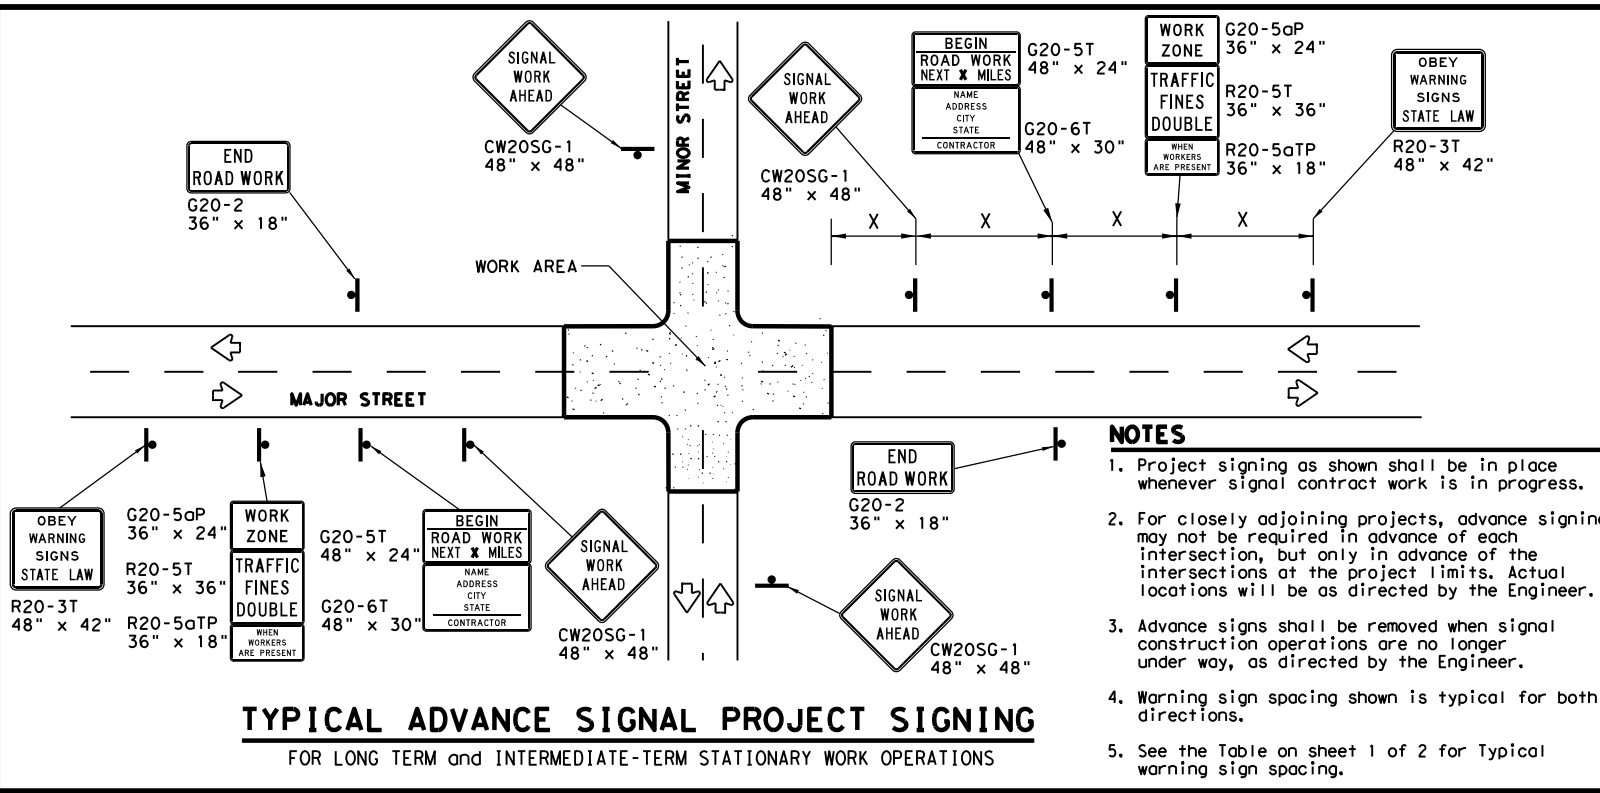 SIGNAL
WORK
AHEAD
CW20SG-1
48" x 48"
END
ROAD WORK
G20-2
36" x 18"
MINOR STREET
SIGNAL
WORK
AHEAD
CW20SG-1
48" x 48"
BEGIN
ROAD WORK
NEXT X MILES
NAME
ADDRESS
CITY
STATE
CONTRACTOR
G20-5T
48" x 24"
G20-6T
48" x 30"
WORK
ZONE
TRAFFIC
FINES
DOUBLE
WHEN
WORKERS
ARE PRESENT
G20-5aP
36" x 24"
R20-5T
36" x 36"
R20-5aTP
36" x 18"
OBEY
WARNING
SIGNS
STATE LAW
R20-3T
48" x 42"
X
X
X
X
WORK AREA
MAJOR STREET
OBEY
WARNING
SIGNS
STATE LAW
R20-3T
48" x 42"
G20-5aP
36" x 24"
R20-5T
36" x 36"
R20-5aTP
36" x 18"
WORK
ZONE
TRAFFIC
FINES
DOUBLE
WHEN
WORKERS
ARE PRESENT
G20-5T
48" x 24"
G20-6T
48" x 30"
BEGIN
ROAD WORK
NEXT X MILES
NAME
ADDRESS
CITY
STATE
CONTRACTOR
SIGNAL
WORK
AHEAD
CW20SG-1
48" x 48"
END
ROAD WORK
G20-2
36" x 18"
SIGNAL
WORK
AHEAD
CW20SG-1
48" x 48"
TYPICAL ADVANCE SIGNAL PROJECT SIGNING
FOR LONG TERM and INTERMEDIATE-TERM STATIONARY WORK OPERATIONS
NOTES
1. Project signing as shown shall be in place
whenever signal contract work is in progress.
2. For closely adjoining projects, advance signing
may not be required in advance of each
intersection, but only in advance of the
intersections at the project limits. Actual
locations will be as directed by the Engineer.
3. Advance signs shall be removed when signal
construction operations are no longer
under way, as directed by the Engineer.
4. Warning sign spacing shown is typical for both
directions.
5. See the Table on sheet 1 of 2 for Typical
warning sign spacing.